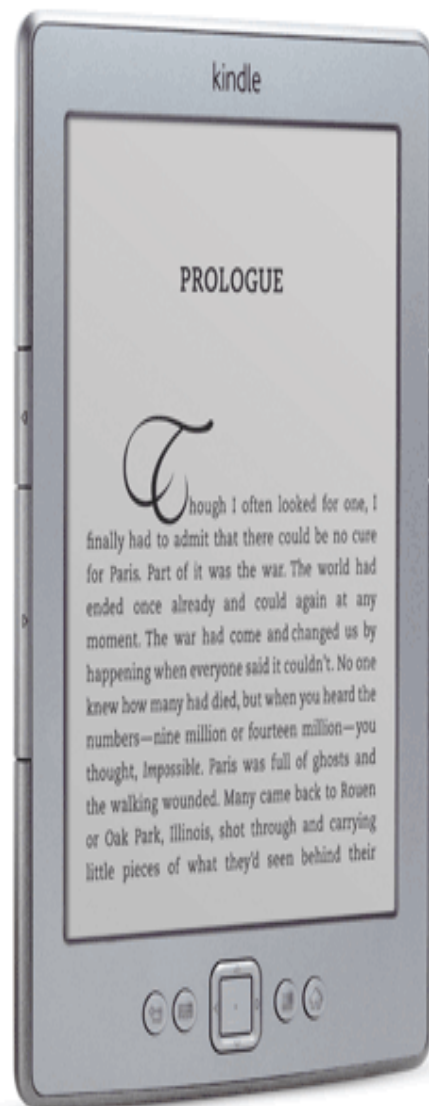 kindle
PROLOGUE
Though I often looked for one, I
finally had to admit that there could be no cure
for Paris. Part of it was the war. The world had
ended once already and could again at any
moment. The war had come and changed us by
happening when everyone said it couldn't. No one
knew how many had died, but when you heard the
numbers—nine million or fourteen million—you
thought, Impossible. Paris was full of ghosts and
the walking wounded. Many came back to Rouen
or Oak Park, Illinois, shot through and carrying
little pieces of what they'd seen behind their